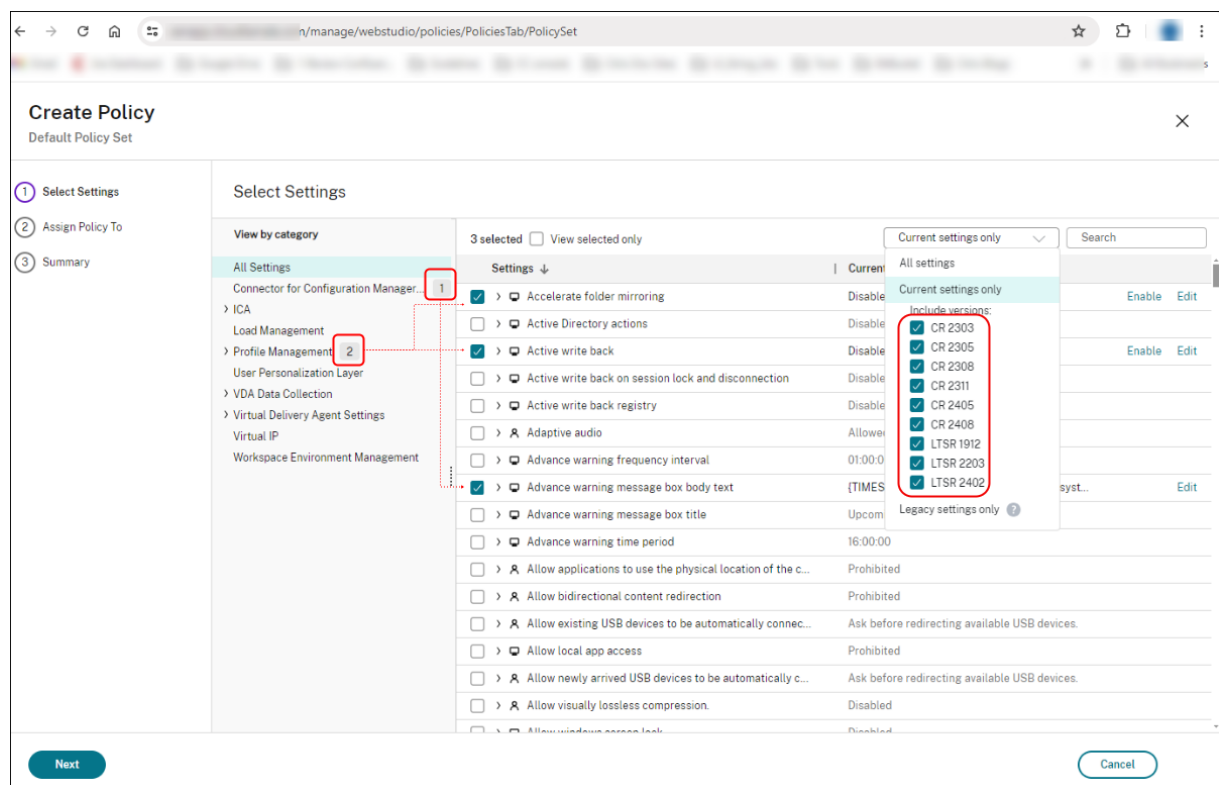 n/manage/webstudio/policies/PoliciesTab/PolicySet
Create Policy
Default Policy Set
1 Select Settings
2 Assign Policy To
3 Summary
Select Settings
View by category
All Settings
Connector for Configuration Manager... 1
ICA
Load Management
Profile Management 2
User Personalization Layer
VDA Data Collection
Virtual Delivery Agent Settings
Virtual IP
Workspace Environment Management
3 selected View selected only
Current settings only
Search
Settings
Current
Accelerate folder mirroring Disable Enable Edit
Active Directory actions Disable
Active write back Disable Enable Edit
Active write back on session lock and disconnection Disable
Active write back registry Disable
Adaptive audio Allowe
Advance warning frequency interval 01:00:0
Advance warning message box body text {TIMES syst... Edit
Advance warning message box title Upcom
Advance warning time period 16:00:00
Allow applications to use the physical location of the c... Prohibited
Allow bidirectional content redirection Prohibited
Allow existing USB devices to be automatically connec... Ask before redirecting available USB devices.
Allow local app access Prohibited
Allow newly arrived USB devices to be automatically c... Ask before redirecting available USB devices.
Allow visually lossless compression. Disabled
Allow windows screen lock Disabled
All settings
Current settings only
Include versions:
CR 2303
CR 2305
CR 2308
CR 2311
CR 2405
CR 2408
LTSR 1912
LTSR 2203
LTSR 2402
Legacy settings only ?
Next
Cancel